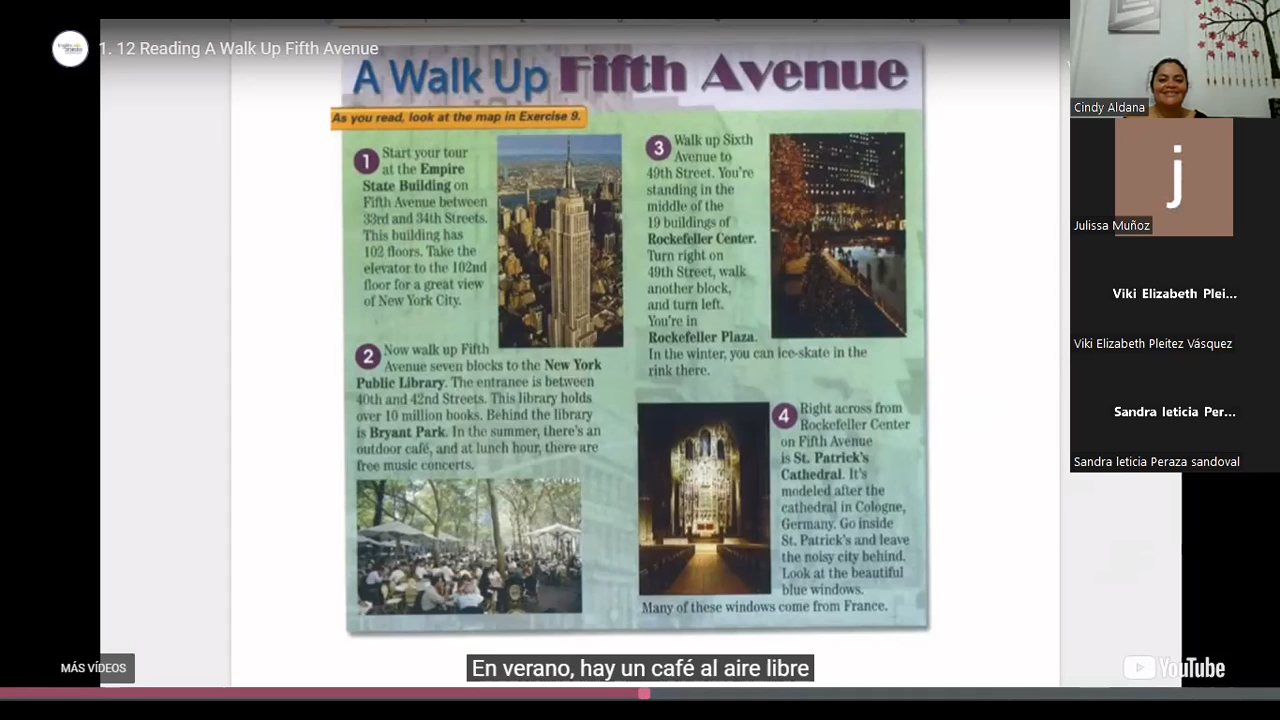 1. 12 Reading A Walk Up Fifth Avenue
A Walk Up Fifth Avenue
As you read, look at the map in Exercise 9.
1 Start your tour
at the Empire
State Building on
Fifth Avenue between
33rd and 34th Streets.
This building has
102 floors. Take the
elevator to the 102nd
floor for a great view
of New York City.
2 Now walk up Fifth
Avenue seven blocks to the New York
Public Library. The entrance is between
40th and 42nd Streets. This library holds
over 10 million books. Behind the library
is Bryant Park. In the summer, there's an
outdoor café, and at lunch hour, there are
free music concerts.
3 Walk up Sixth
Avenue to
49th Street. You're
standing in the
middle of the
19 buildings of
Rockefeller Center.
Turn right on
49th Street, walk
another block,
and turn left.
You're in
Rockefeller Plaza.
In the winter, you can ice-skate in the
rink there.
4 Right across from
Rockefeller Center
on Fifth Avenue
is St. Patrick's
Cathedral. It's
modeled after the
cathedral in Cologne,
Germany. Go inside
St. Patrick's and leave
the noisy city behind.
Look at the beautiful
blue windows.
Many of these windows come from France.
En verano, hay un café al aire libre
MÁS VÍDEOS
YouTube
Cindy Aldana
j
Julissa Muñoz
Viki Elizabeth Plei...
Viki Elizabeth Pleitez Vásquez
Sandra leticia Per...
Sandra leticia Peraza sandoval